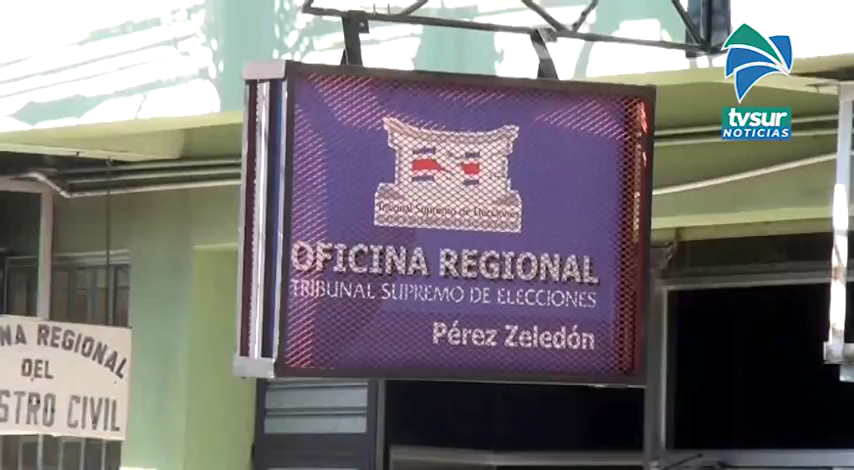 tvsur
NOTICIAS
Tribunal Supremo de Elecciones
OFICINA REGIONAL
TRIBUNAL SUPREMO DE ELECCIONES
Pérez Zeledón
NA REGIONAL
DEL
STRO CIVIL